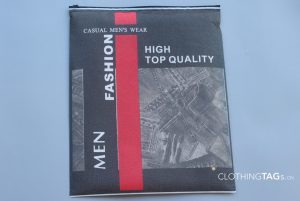 CASUAL MEN'S WEAR
HIGH
TOP QUALITY
FASHION
MEN
CLOTHINGTAGs.CN